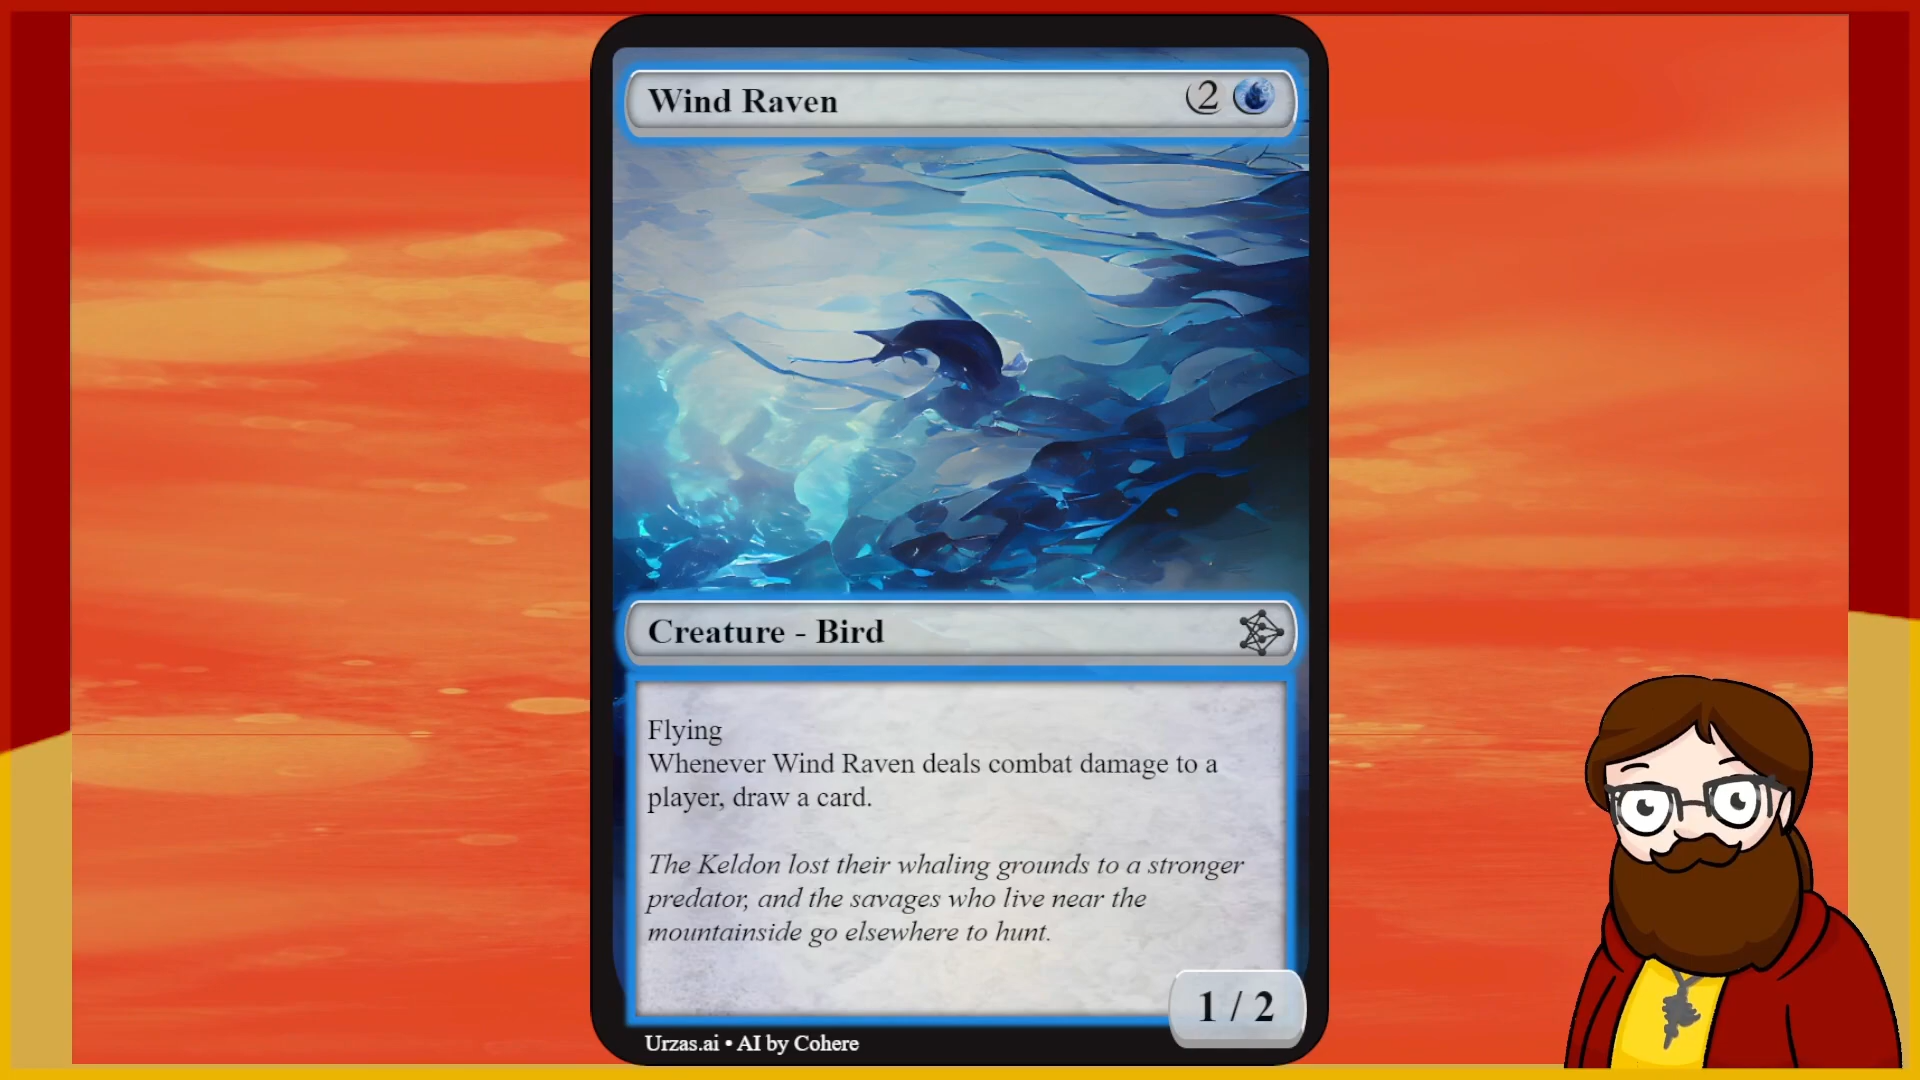 Wind Raven 2
Creature - Bird
Flying
Whenever Wind Raven deals combat damage to a
player, draw a card.
The Keldon lost their whaling grounds to a stronger
predator, and the savages who live near the
mountainside go elsewhere to hunt.
1 / 2
Urzas.ai • AI by Cohere